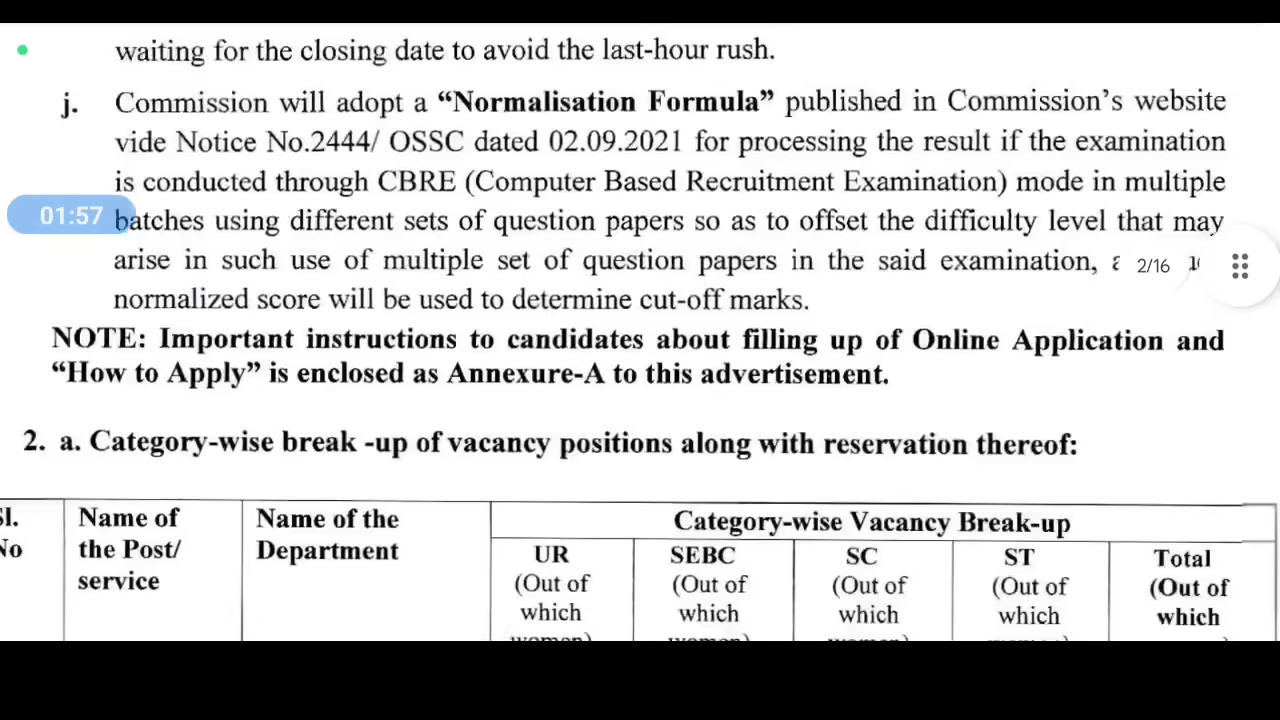 waiting for the closing date to avoid the last-hour rush.
j. Commission will adopt a “Normalisation Formula” published in Commission’s website
vide Notice No.2444/ OSSC dated 02.09.2021 for processing the result if the examination
is conducted through CBRE (Computer Based Recruitment Examination) mode in multiple
01:57
batches using different sets of question papers so as to offset the difficulty level that may
arise in such use of multiple set of question papers in the said examination,
2/16
normalized score will be used to determine cut-off marks.
NOTE: Important instructions to candidates about filling up of Online Application and
“How to Apply” is enclosed as Annexure-A to this advertisement.
2. a. Category-wise break -up of vacancy positions along with reservation thereof:
Sl. No
Name of the Post/ service
Name of the Department
Category-wise Vacancy Break-up
UR (Out of which women)
SEBC (Out of which women)
SC (Out of which women)
ST (Out of which women)
Total (Out of which